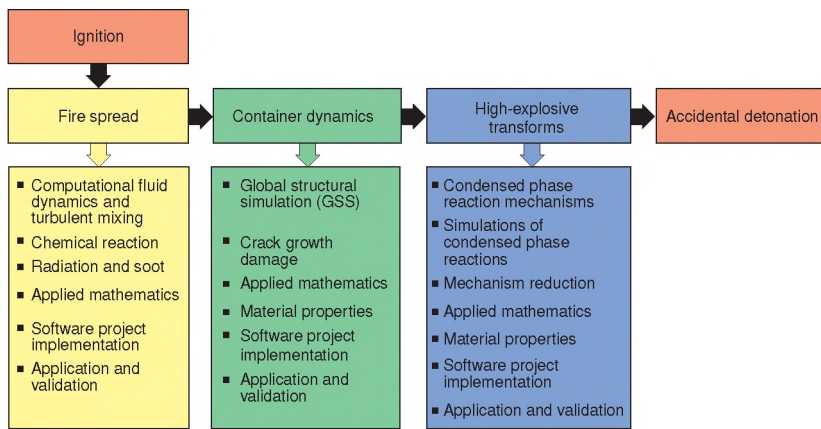 Ignition
Fire spread
Container dynamics
High-explosive
transforms
Accidental detonation
▪ Computational fluid
dynamics and
turbulent mixing
▪ Chemical reaction
▪ Radiation and soot
▪ Applied mathematics
▪ Software project
implementation
▪ Application and
validation
▪ Global structural
simulation (GSS)
▪ Crack growth
damage
▪ Applied mathematics
▪ Material properties
▪ Software project
implementation
▪ Application and
validation
▪ Condensed phase
reaction mechanisms
▪ Simulations of
condensed phase
reactions
▪ Mechanism reduction
▪ Applied mathematics
▪ Material properties
▪ Software project
implementation
▪ Application and validation